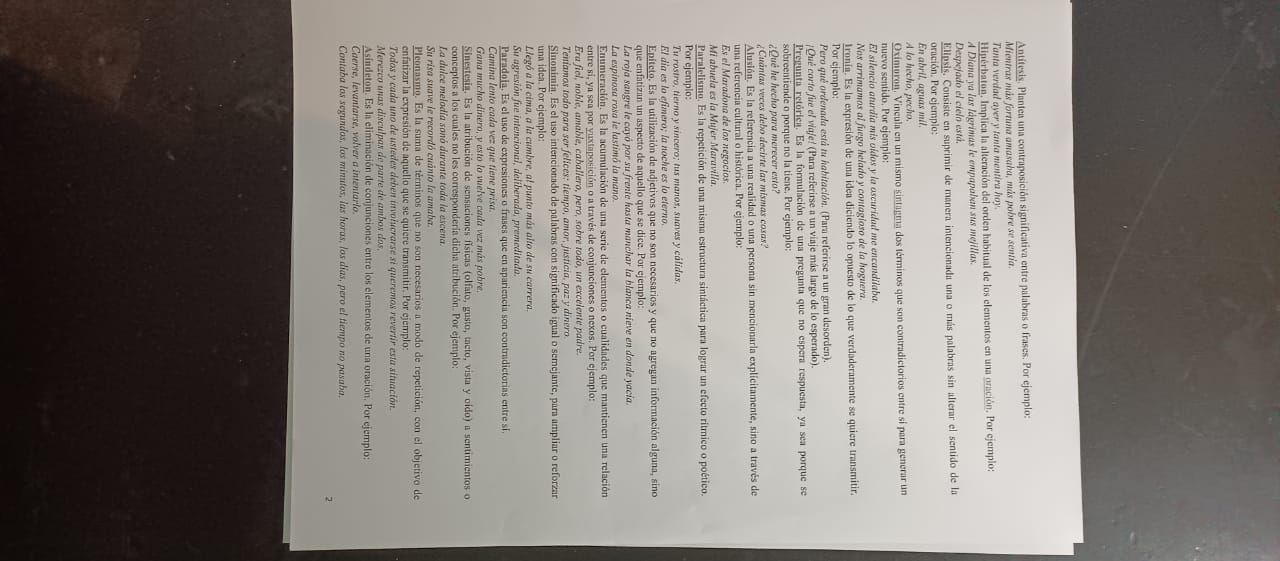 Antítesis. Plantea una contraposición significativa entre palabras o frases. Por ejemplo:
Mientras más fortuna amasaba, más pobre se sentía.
Tanta verdad ayer y tanta mentira hoy.
Hipérbaton. Implica la alteración del orden habitual de los elementos en una oración. Por ejemplo:
A Diana ya las lágrimas le empapaban sus mejillas.
Despejado el cielo está.
Elipsis. Consiste en suprimir de manera intencionada una o más palabras sin alterar el sentido de la
oración. Por ejemplo:
En abril, aguas mil.
A lo hecho, pecho.
Oxímoron. Vincula en un mismo sintagma dos términos que son contradictorios entre sí para generar un
nuevo sentido. Por ejemplo:
El silencio aturdía mis oídos y la oscuridad me encandilaba.
Nos arrimamos al fuego helado y contagioso de la hoguera.
Ironía. Es la expresión de una idea diciendo lo opuesto de lo que verdaderamente se quiere transmitir.
Por ejemplo:
Pero qué ordenada está tu habitación. (Para referirse a un gran desorden).
¡Qué corto fue el viaje! (Para referirse a un viaje más largo de lo esperado).
Pregunta retórica. Es la formulación de una pregunta que no espera respuesta, ya sea porque se
sobreentiende o porque no la tiene. Por ejemplo:
¿Qué he hecho para merecer esto?
¿Cuántas veces debo decirte las mismas cosas?
Alusión. Es la referencia a una realidad o una persona sin mencionarla explícitamente, sino a través de
una referencia cultural o histórica. Por ejemplo:
Es el Maradona de los negocios.
Mi abuela es la Mujer Maravilla.
Paralelismo. Es la repetición de una misma estructura sintáctica para lograr un efecto rítmico o poético.
Por ejemplo:
Tu rostro, tierno y sincero; tus manos, suaves y cálidas.
El día es lo efímero; la noche es lo eterno.
Epíteto. Es la utilización de adjetivos que no son necesarios y que no agregan información alguna, sino
que enfatizan un aspecto de aquello que se dice. Por ejemplo:
La roja sangre le cayó por su frente hasta manchar la blanca nieve en donde yacía.
La espinosa rosa le lastimó la mano.
Enumeración. Es la acumulación de una serie de elementos o cualidades que mantienen una relación
entre sí, ya sea por yuxtaposición o a través de conjunciones o nexos. Por ejemplo:
Era fiel, noble, amable, caballero, pero, sobre todo, un excelente padre.
Teníamos todo para ser felices: tiempo, amor, justicia, paz y dinero.
Sinonimia. Es el uso intencionado de palabras con significado igual o semejante, para ampliar o reforzar
una idea. Por ejemplo:
Llegó a la cima, a la cumbre, al punto más alto de su carrera.
Su agresión fue intencional, deliberada, premeditada.
Paradoja. Es el uso de expresiones o frases que en apariencia son contradictorias entre sí.
Camina lento cada vez que tiene prisa.
Gana mucho dinero, y esto lo vuelve cada vez más pobre.
Sinestesia. Es la atribución de sensaciones físicas (olfato, gusto, tacto, vista y oído) a sentimientos o
conceptos a los cuales no les correspondería dicha atribución. Por ejemplo:
La dulce melodía sonó durante toda la escena.
Su risa suave le recordó cuánto la amaba.
Pleonasmo. Es la suma de términos que no son necesarios a modo de repetición, con el objetivo de
enfatizar la expresión de aquello que se quiere transmitir. Por ejemplo:
Todos y cada uno de ustedes deben involucrarse si queremos revertir esta situación.
Merezco unas disculpas de parte de ambos dos.
Asíndeton. Es la eliminación de conjunciones entre los elementos de una oración. Por ejemplo:
Caerse, levantarse, volver a intentarlo.
Contaba los segundos, los minutos, las horas, los días, pero el tiempo no pasaba.
2